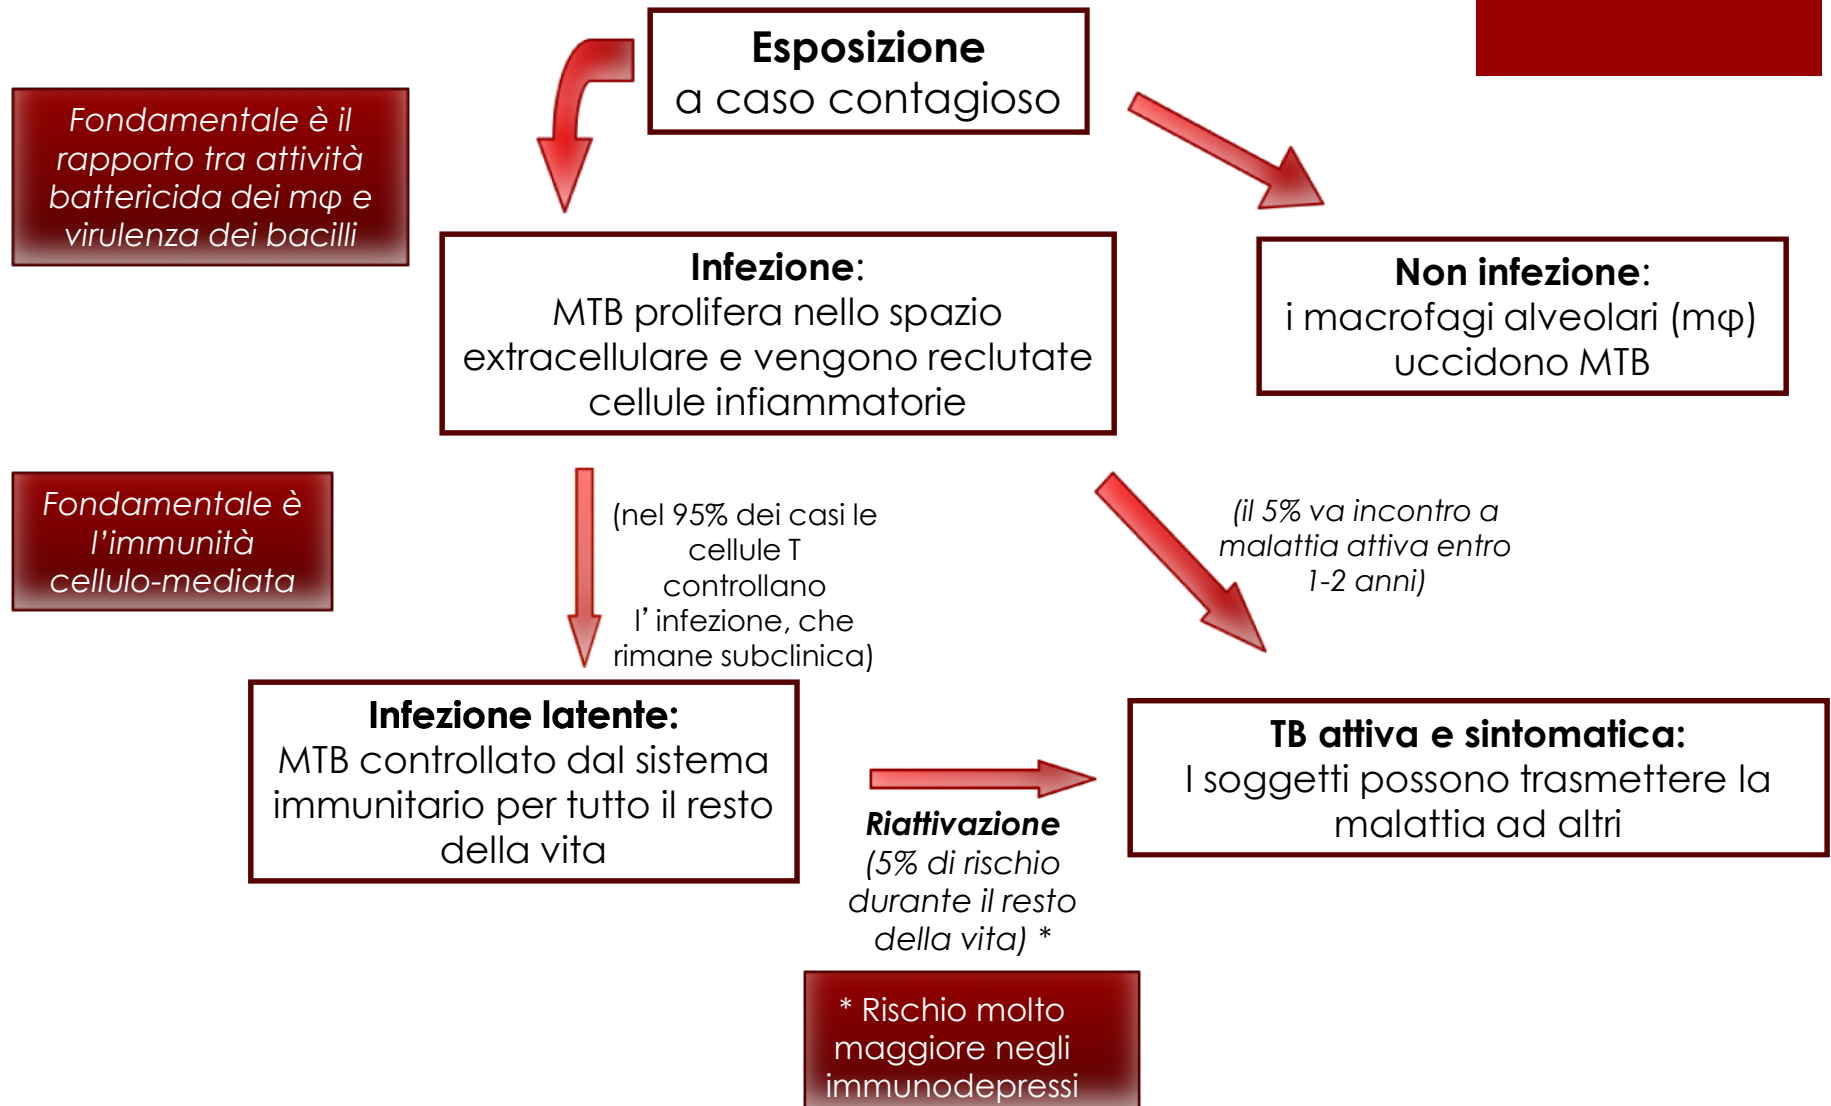 Esposizione
a caso contagioso
Fondamentale è il
rapporto tra attività
battericida dei mφ e
virulenza dei bacilli
Infezione:
MTB prolifera nello spazio
extracellulare e vengono reclutate
cellule infiammatorie
Non infezione:
i macrofagi alveolari (mφ)
uccidono MTB
Fondamentale è
l'immunità
cellulo-mediata
(nel 95% dei casi le
cellule T
controllano
l' infezione, che
rimane subclinica)
(il 5% va incontro a
malattia attiva entro
1-2 anni)
Infezione latente:
MTB controllato dal sistema
immunitario per tutto il resto
della vita
Riattivazione
(5% di rischio
durante il resto
della vita) *
TB attiva e sintomatica:
I soggetti possono trasmettere la
malattia ad altri
* Rischio molto
maggiore negli
immunodepressi